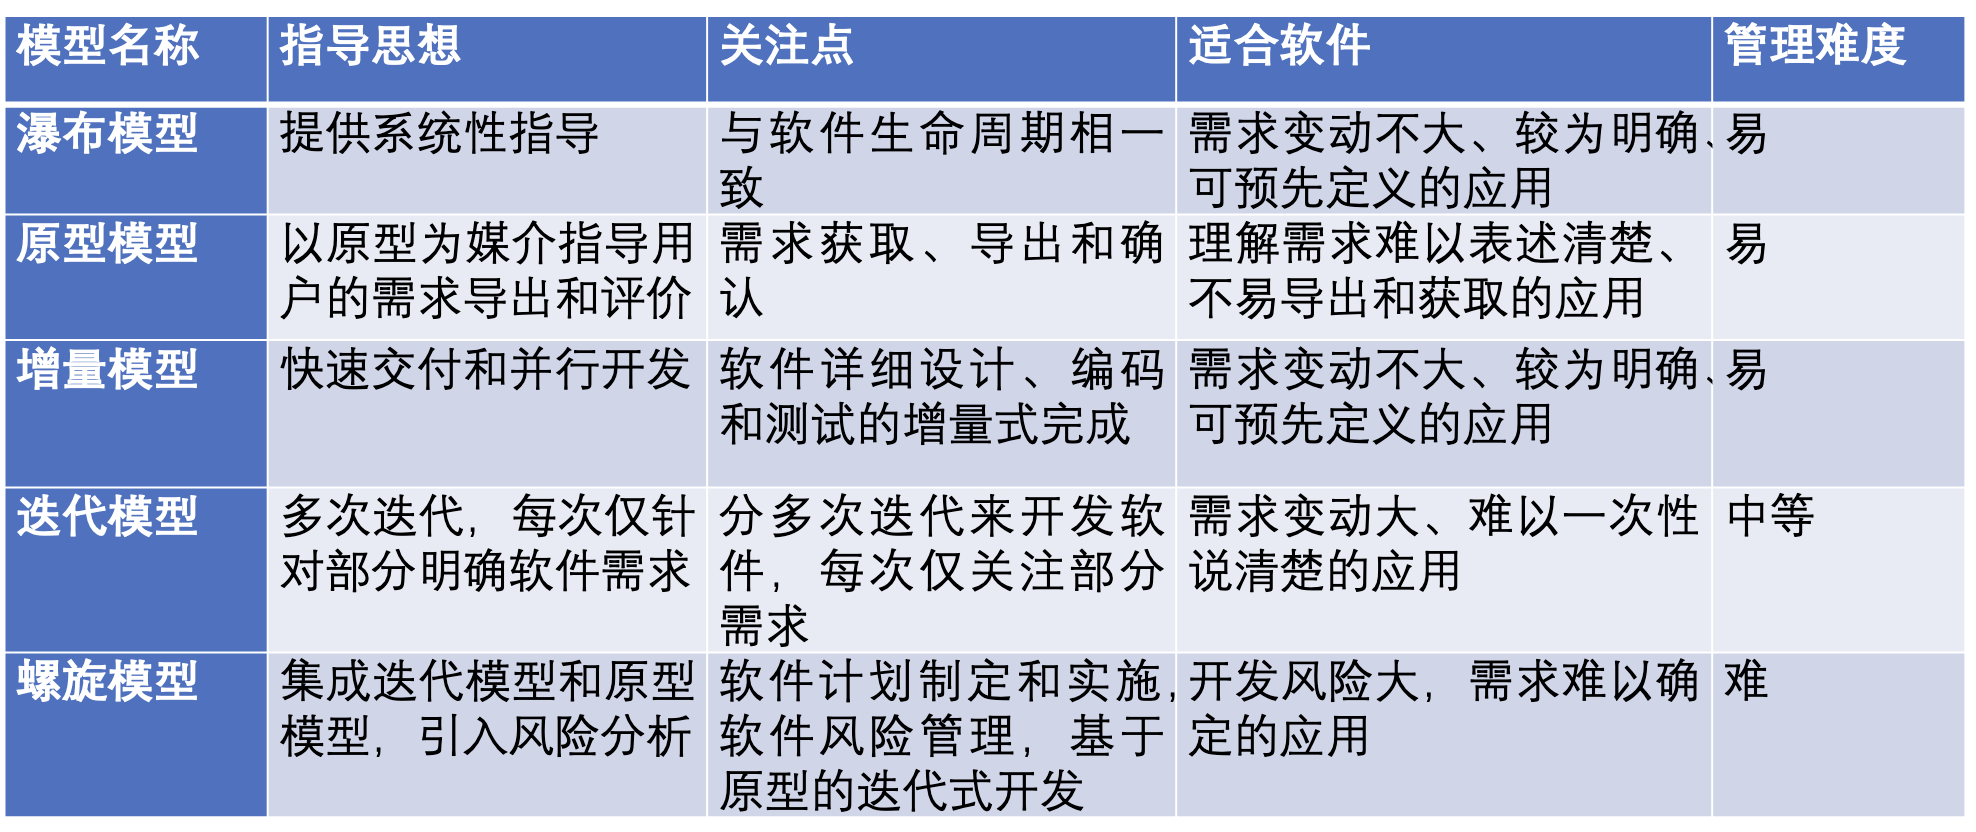 模型名称 指导思想 关注点 适合软件 管理难度
瀑布模型 提供系统性指导 与软件生命周期相一 需求变动不大、较为明确、 易
致 可预先定义的应用
原型模型 以原型为媒介指导用 需求获取、导出和确 理解需求难以表述清楚、 易
户的需求导出和评价 认 不易导出和获取的应用
增量模型 快速交付和并行开发 软件详细设计、编码 需求变动不大、较为明确、 易
和测试的增量式完成 可预先定义的应用
迭代模型 多次迭代，每次仅针 分多次迭代来开发软 需求变动大、难以一次性 中等
对部分明确软件需求 件，每次仅关注部分 说清楚的应用
需求
螺旋模型 集成迭代模型和原型 软件计划制定和实施, 开发风险大，需求难以确 难
模型，引入风险分析 软件风险管理，基于 定的应用
原型的迭代式开发